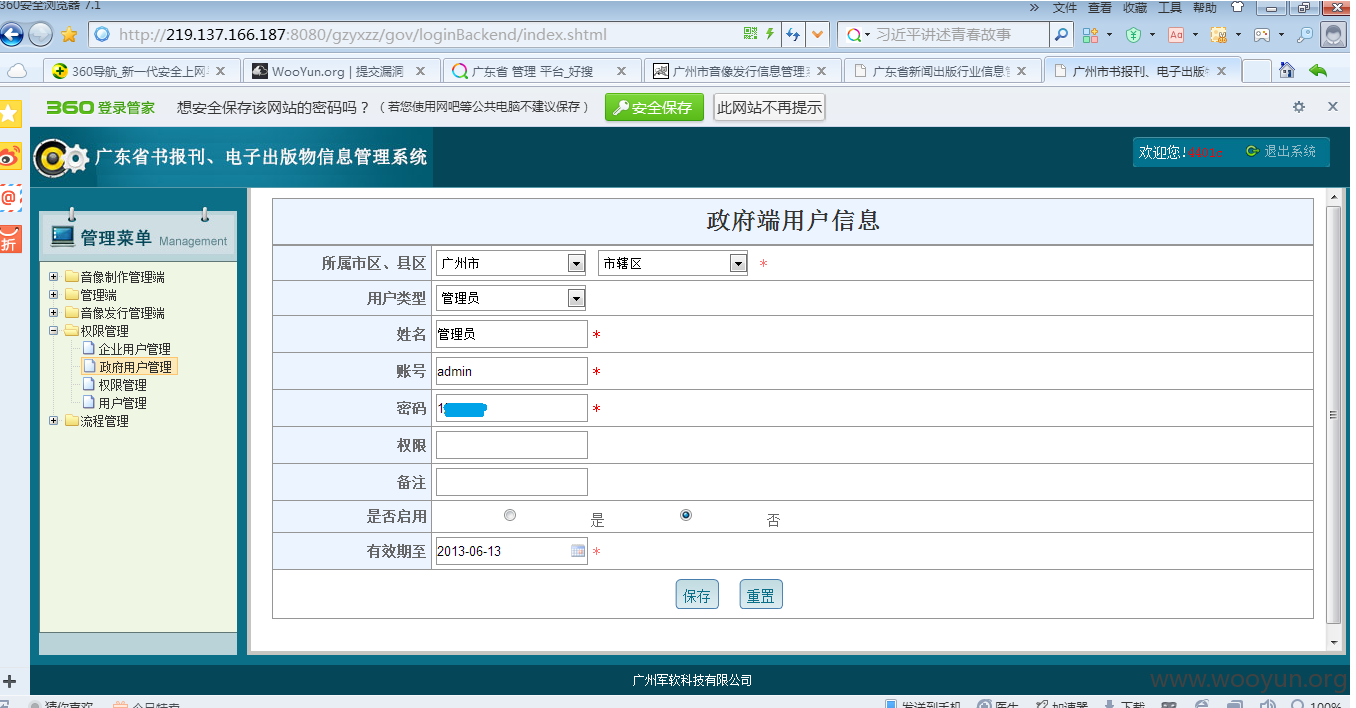 360安全浏览器 7.1
» 文件 查看 收藏 工具 帮助
http://219.137.166.187:8080/gzyxzz/gov/loginBackend/index.shtml
习近平讲述青春故事
360导航_新一代安全上网
WooYun.org | 提交漏洞
广东省 管理 平台_好搜
广州市音像发行信息管理
广东省新闻出版行业信息
广州市书报刊、电子出版
360 登录管家 想安全保存该网站的密码吗？（若您使用网吧等公共电脑不建议保存） 安全保存 此网站不再提示
广东省书报刊、电子出版物信息管理系统
欢迎您! 退出系统
管理菜单 Management
音像制作管理端
管理端
音像发行管理端
权限管理
企业用户管理
政府用户管理
权限管理
用户管理
流程管理
政府端用户信息
所属市区、县区 广州市 市辖区 *
用户类型 管理员
姓名 管理员 *
账号 admin *
密码 1 *
权限
备注
是否启用 是 否
有效期至 2013-06-13 *
保存 重置
广州军软科技有限公司
www.wooyun.org
猜你喜欢 今日特卖 发送到手机 医生 加速器 下载 100%